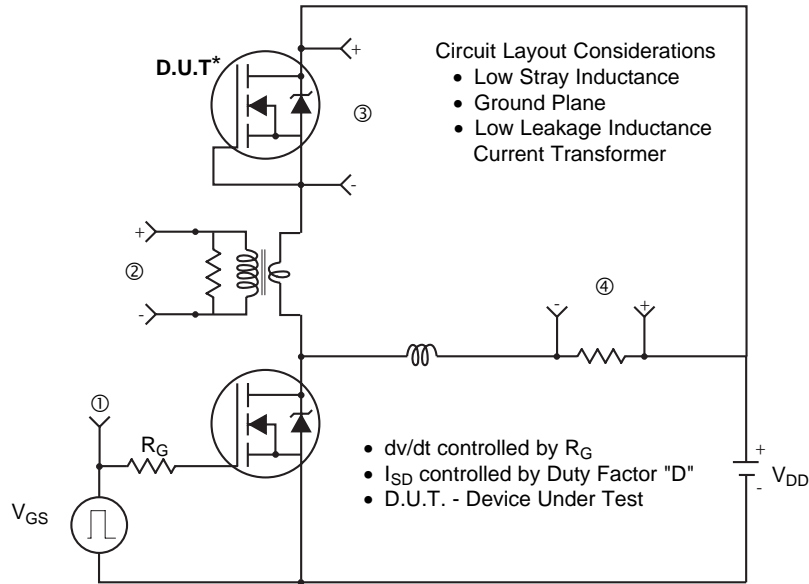 D.U.T*
+
-
③
Circuit Layout Considerations
• Low Stray Inductance
• Ground Plane
• Low Leakage Inductance
Current Transformer
+
②
-
④
-
+
①
RG
VGS
• dv/dt controlled by RG
• ISD controlled by Duty Factor "D"
• D.U.T. - Device Under Test
+
VDD
-